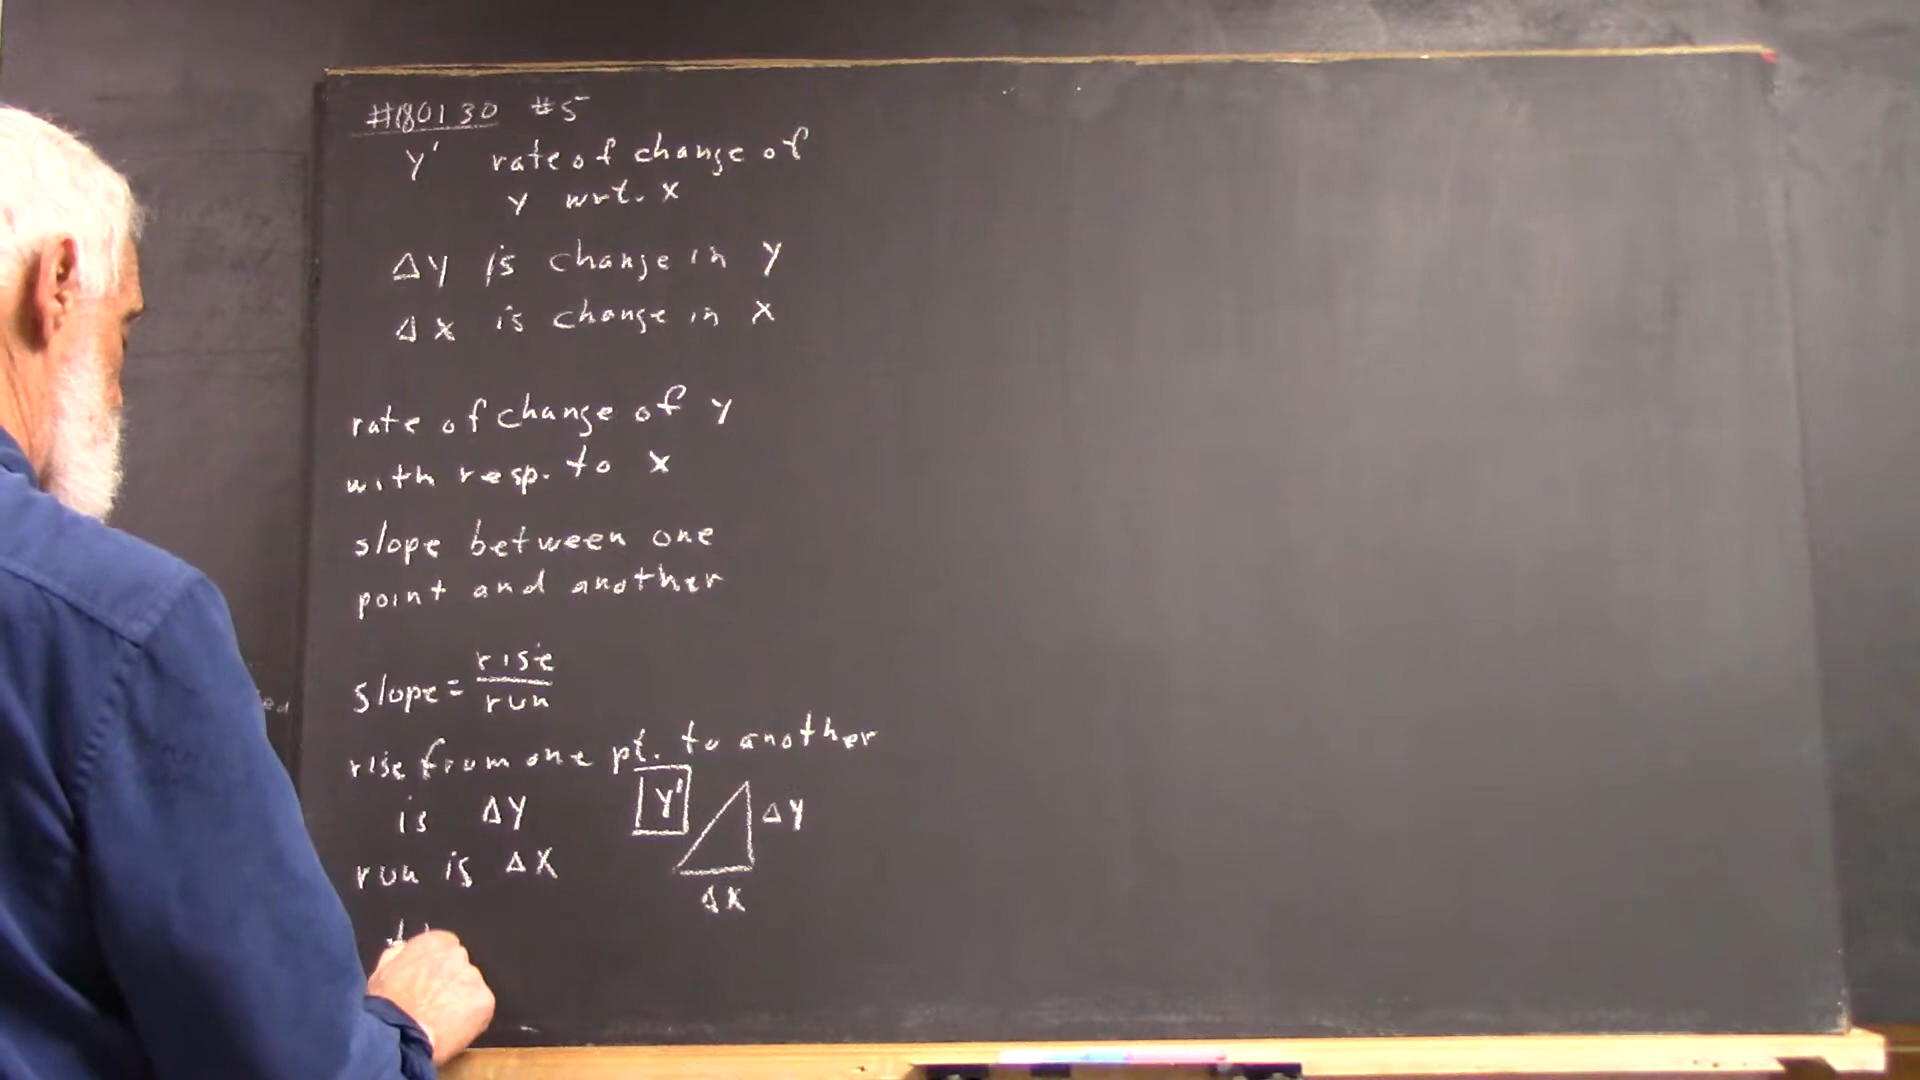 #180130 #5
y' rate of change of
y wrt. x
Δy is change in y
Δx is change in x
rate of change of y
with resp. to x
slope between one
point and another
slope = rise
run
rise from one pt. to another
is Δy
run is Δx
y'
Δy
Δx